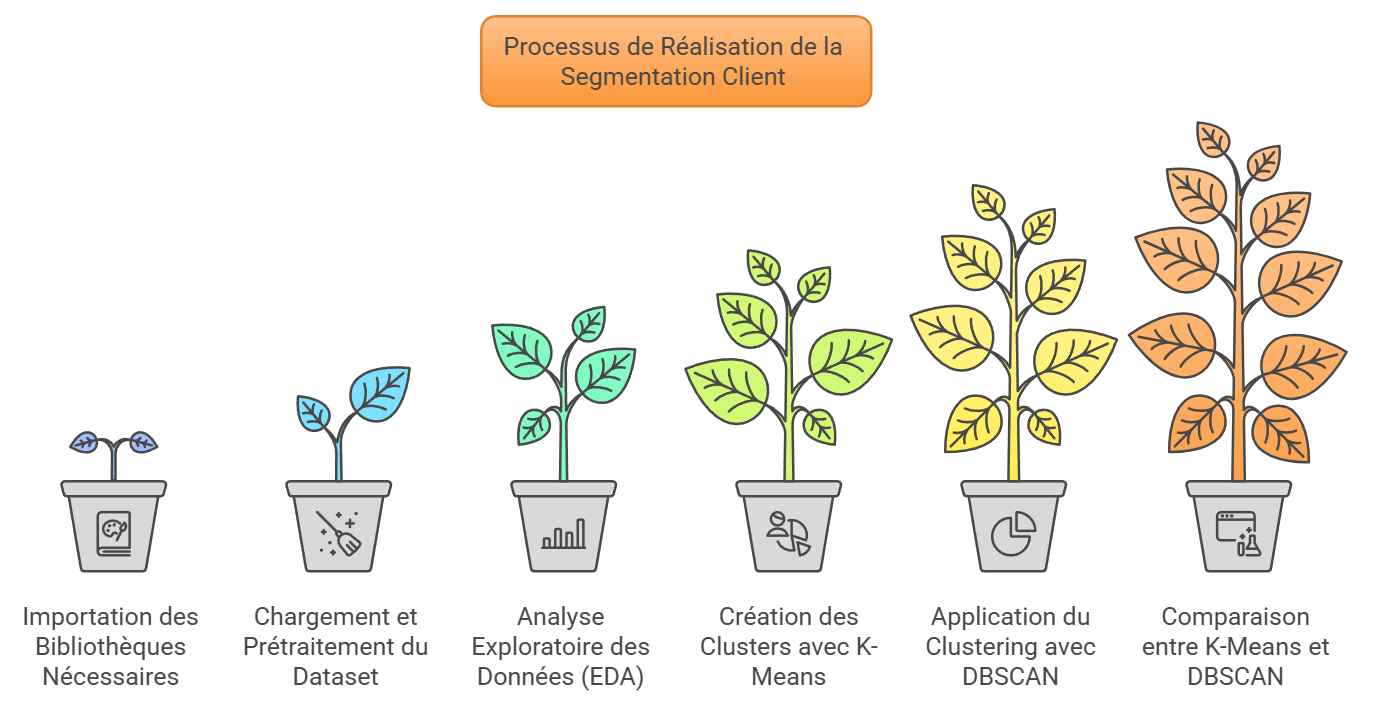 Processus de Réalisation de la
Segmentation Client
Importation des
Bibliothèques
Nécessaires
Chargement et
Prétraitement du
Dataset
Analyse
Exploratoire des
Données (EDA)
Création des
Clusters avec K-
Means
Application du
Clustering avec
DBSCAN
Comparaison
entre K-Means et
DBSCAN